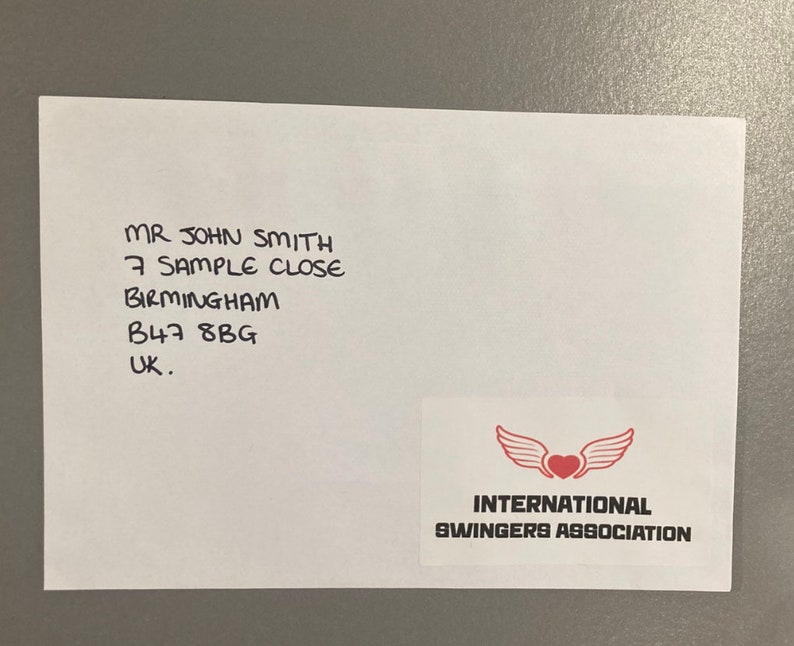 MR JOHN SMITH
7 SAMPLE CLOSE
BIRMINGHAM
B47 8BG
UK.
INTERNATIONAL
SWINGERS ASSOCIATION